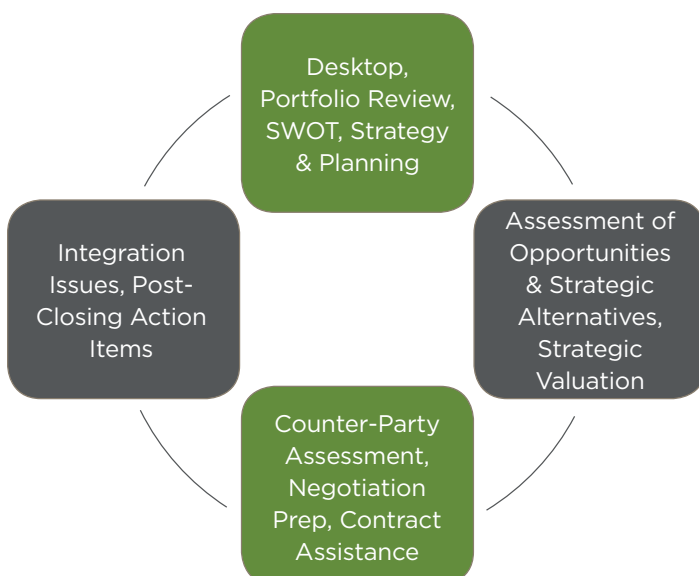 Desktop,
Portfolio Review,
SWOT, Strategy
& Planning
Assessment of
Opportunities
& Strategic
Alternatives,
Strategic
Valuation
Counter-Party
Assessment,
Negotiation
Prep, Contract
Assistance
Integration
Issues, Post-
Closing Action
Items